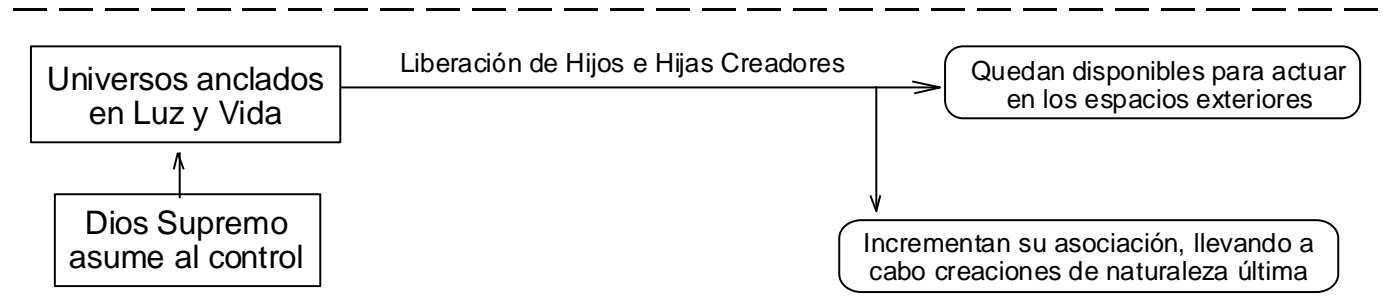 Universos anclados
en Luz y Vida
Liberación de Hijos e Hijas Creadores
Quedan disponibles para actuar
en los espacios exteriores
Dios Supremo
asume al control
Incrementan su asociación, llevando a
cabo creaciones de naturaleza última